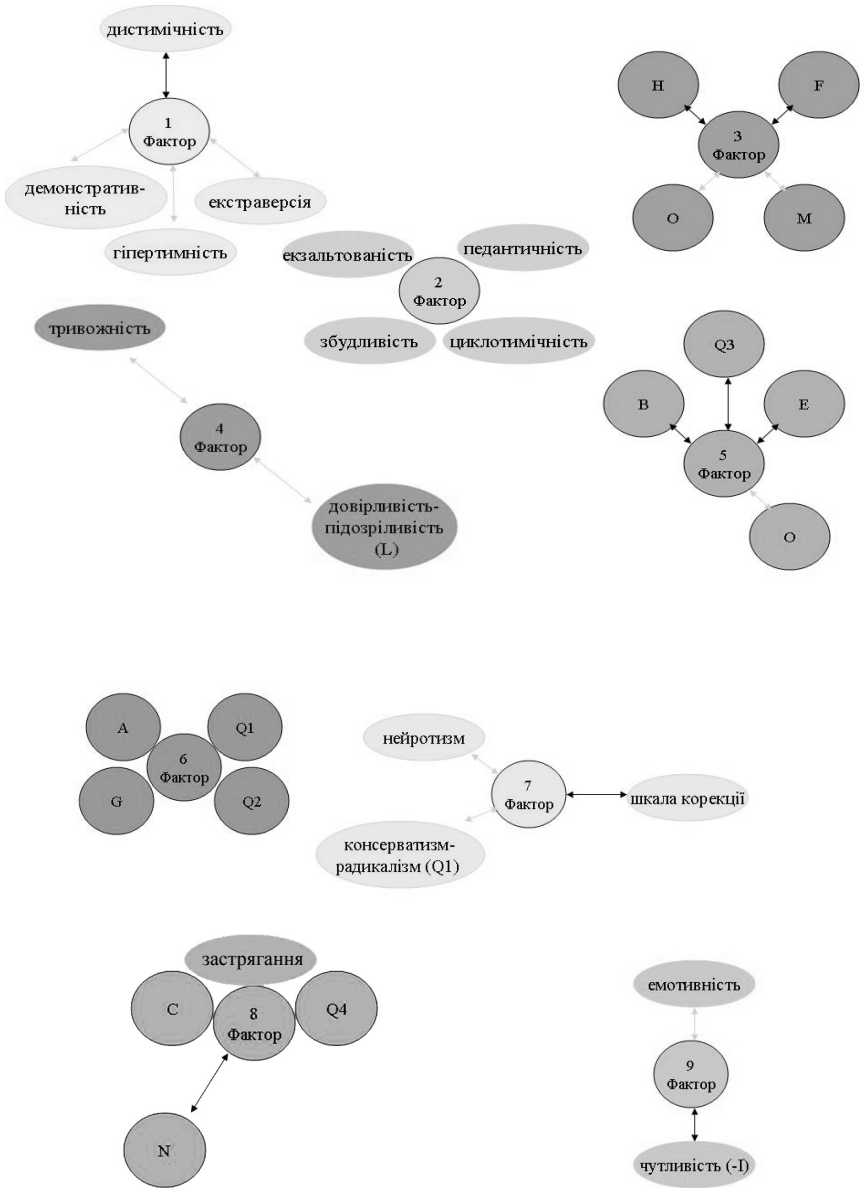 дистимічність
1
Фактор
демонстратив-
ність
екстраверсія
гіпертимність
H
F
3
Фактор
O
M
екзальтованість
педантичність
2
Фактор
збудливість
циклотимічність
тривожність
4
Фактор
довірливість-
підозріливість
(L)
Q3
B
E
5
Фактор
O
A
Q1
6
Фактор
G
Q2
нейротизм
7
Фактор
шкала корекції
консерватизм-
радикалізм (Q1)
застрягання
C
8
Фактор
Q4
N
емотивність
9
Фактор
чутливість (-I)